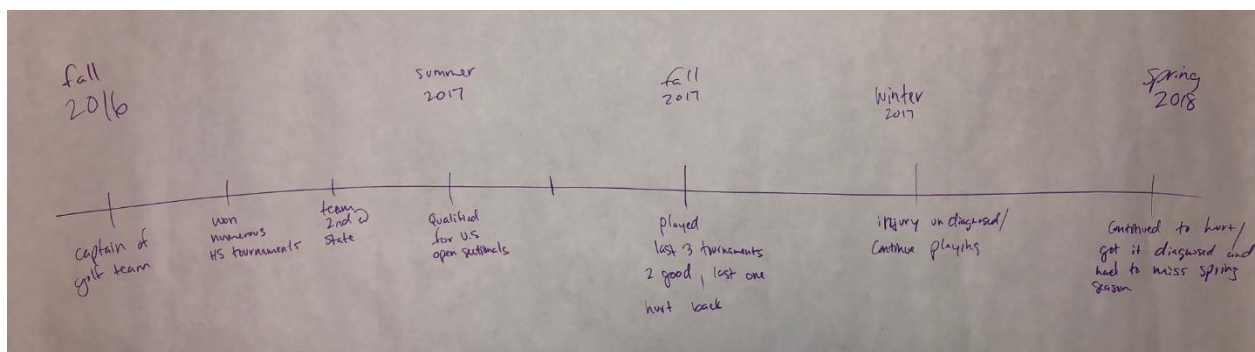 fall
2016
summer
2017
fall
2017
Winter
2017
Spring
2018
captain of
golf team
won
numerous
HS tournaments
team
2nd @
State
Qualified
for U.S
open sectionals
played
last 3 tournaments
2 good, last one
hurt back
injury undiagnosed/
Continue playing
Continued to hurt/
got it diagnosed and
had to miss spring
season